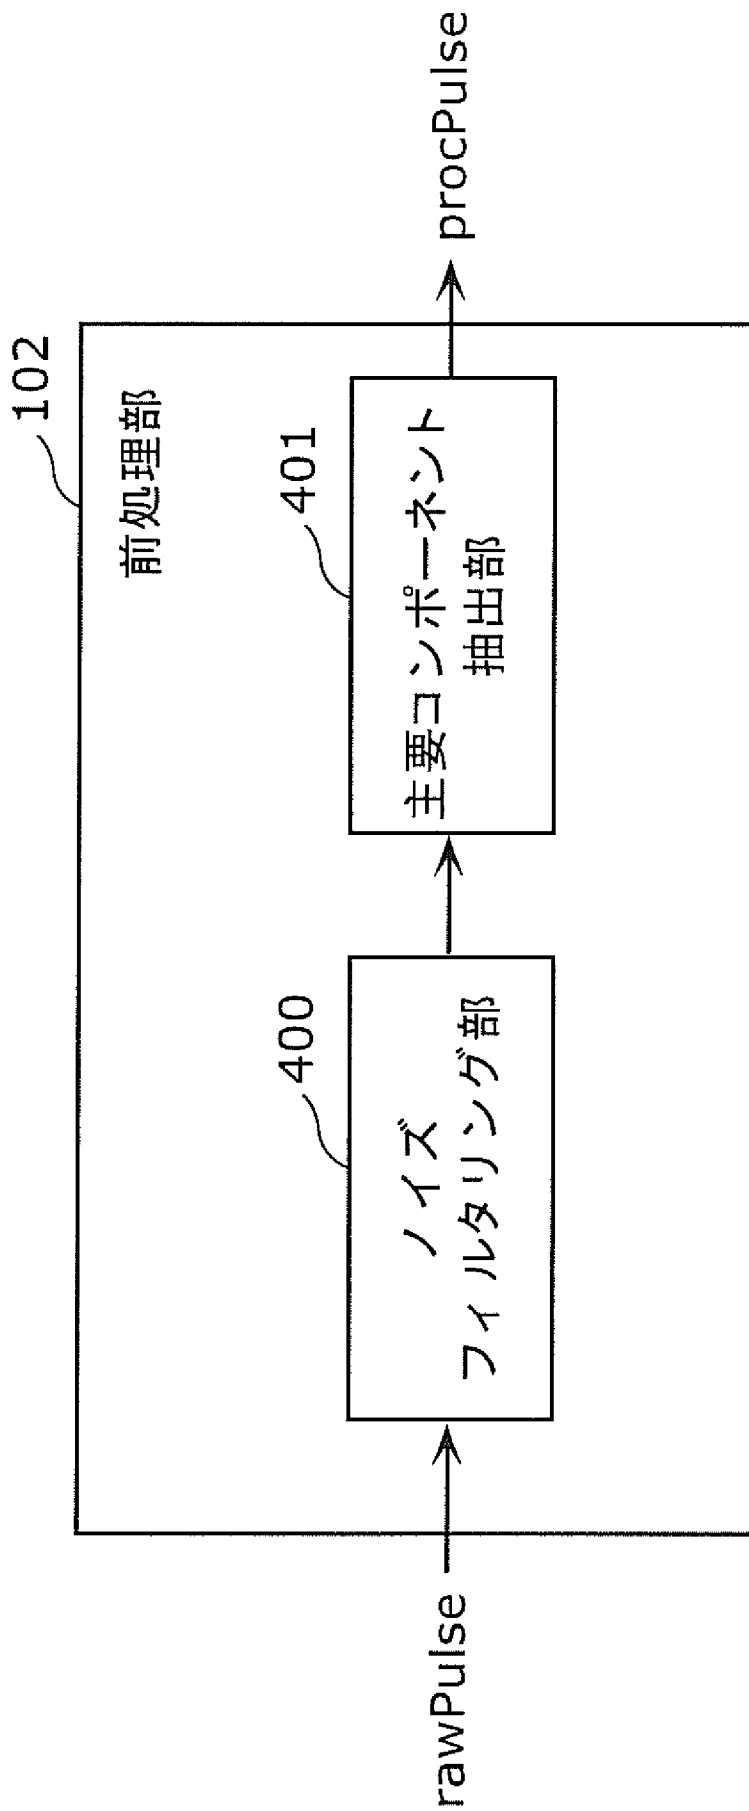 102
前処理部
400
401
rawPulse
ノイズ
フィルタリング部
主要コンポーネント
抽出部
procPulse